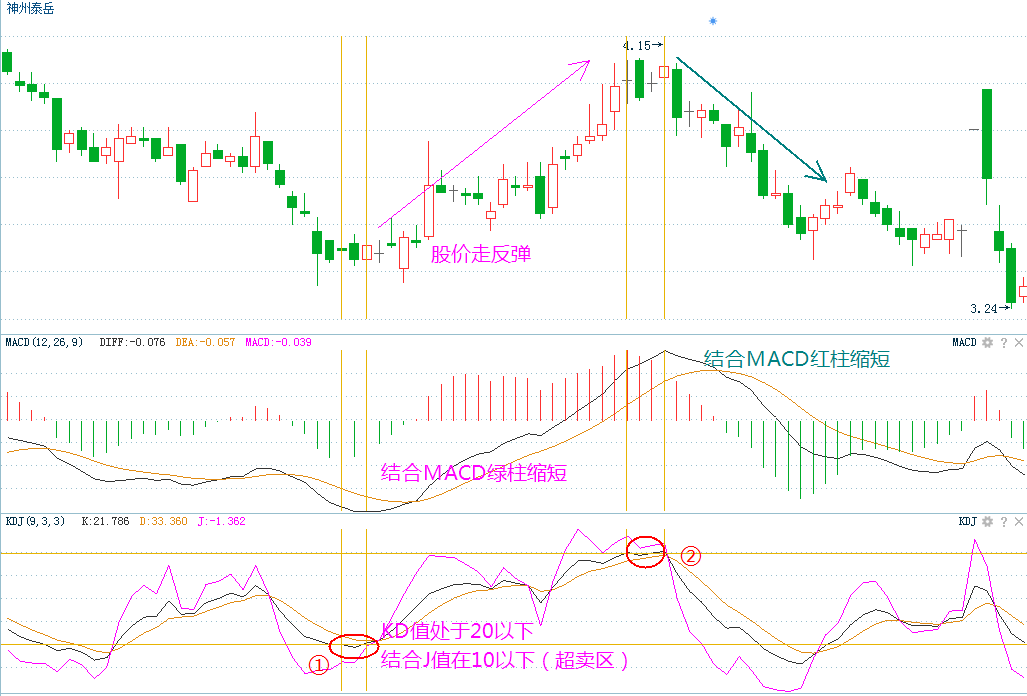 神州泰岳
4.15→
股价走反弹
3.24→
MACD(12,26,9) DIFF:-0.076 DEA:-0.057 MACD:-0.039 MACD ? ×
结合MACD红柱缩短
结合MACD绿柱缩短
KDJ(9,3,3) K:21.786 D:33.360 J:-1.362 KDJ ? ×
②
KD值处于20以下
① 结合J值在10以下（超卖区）